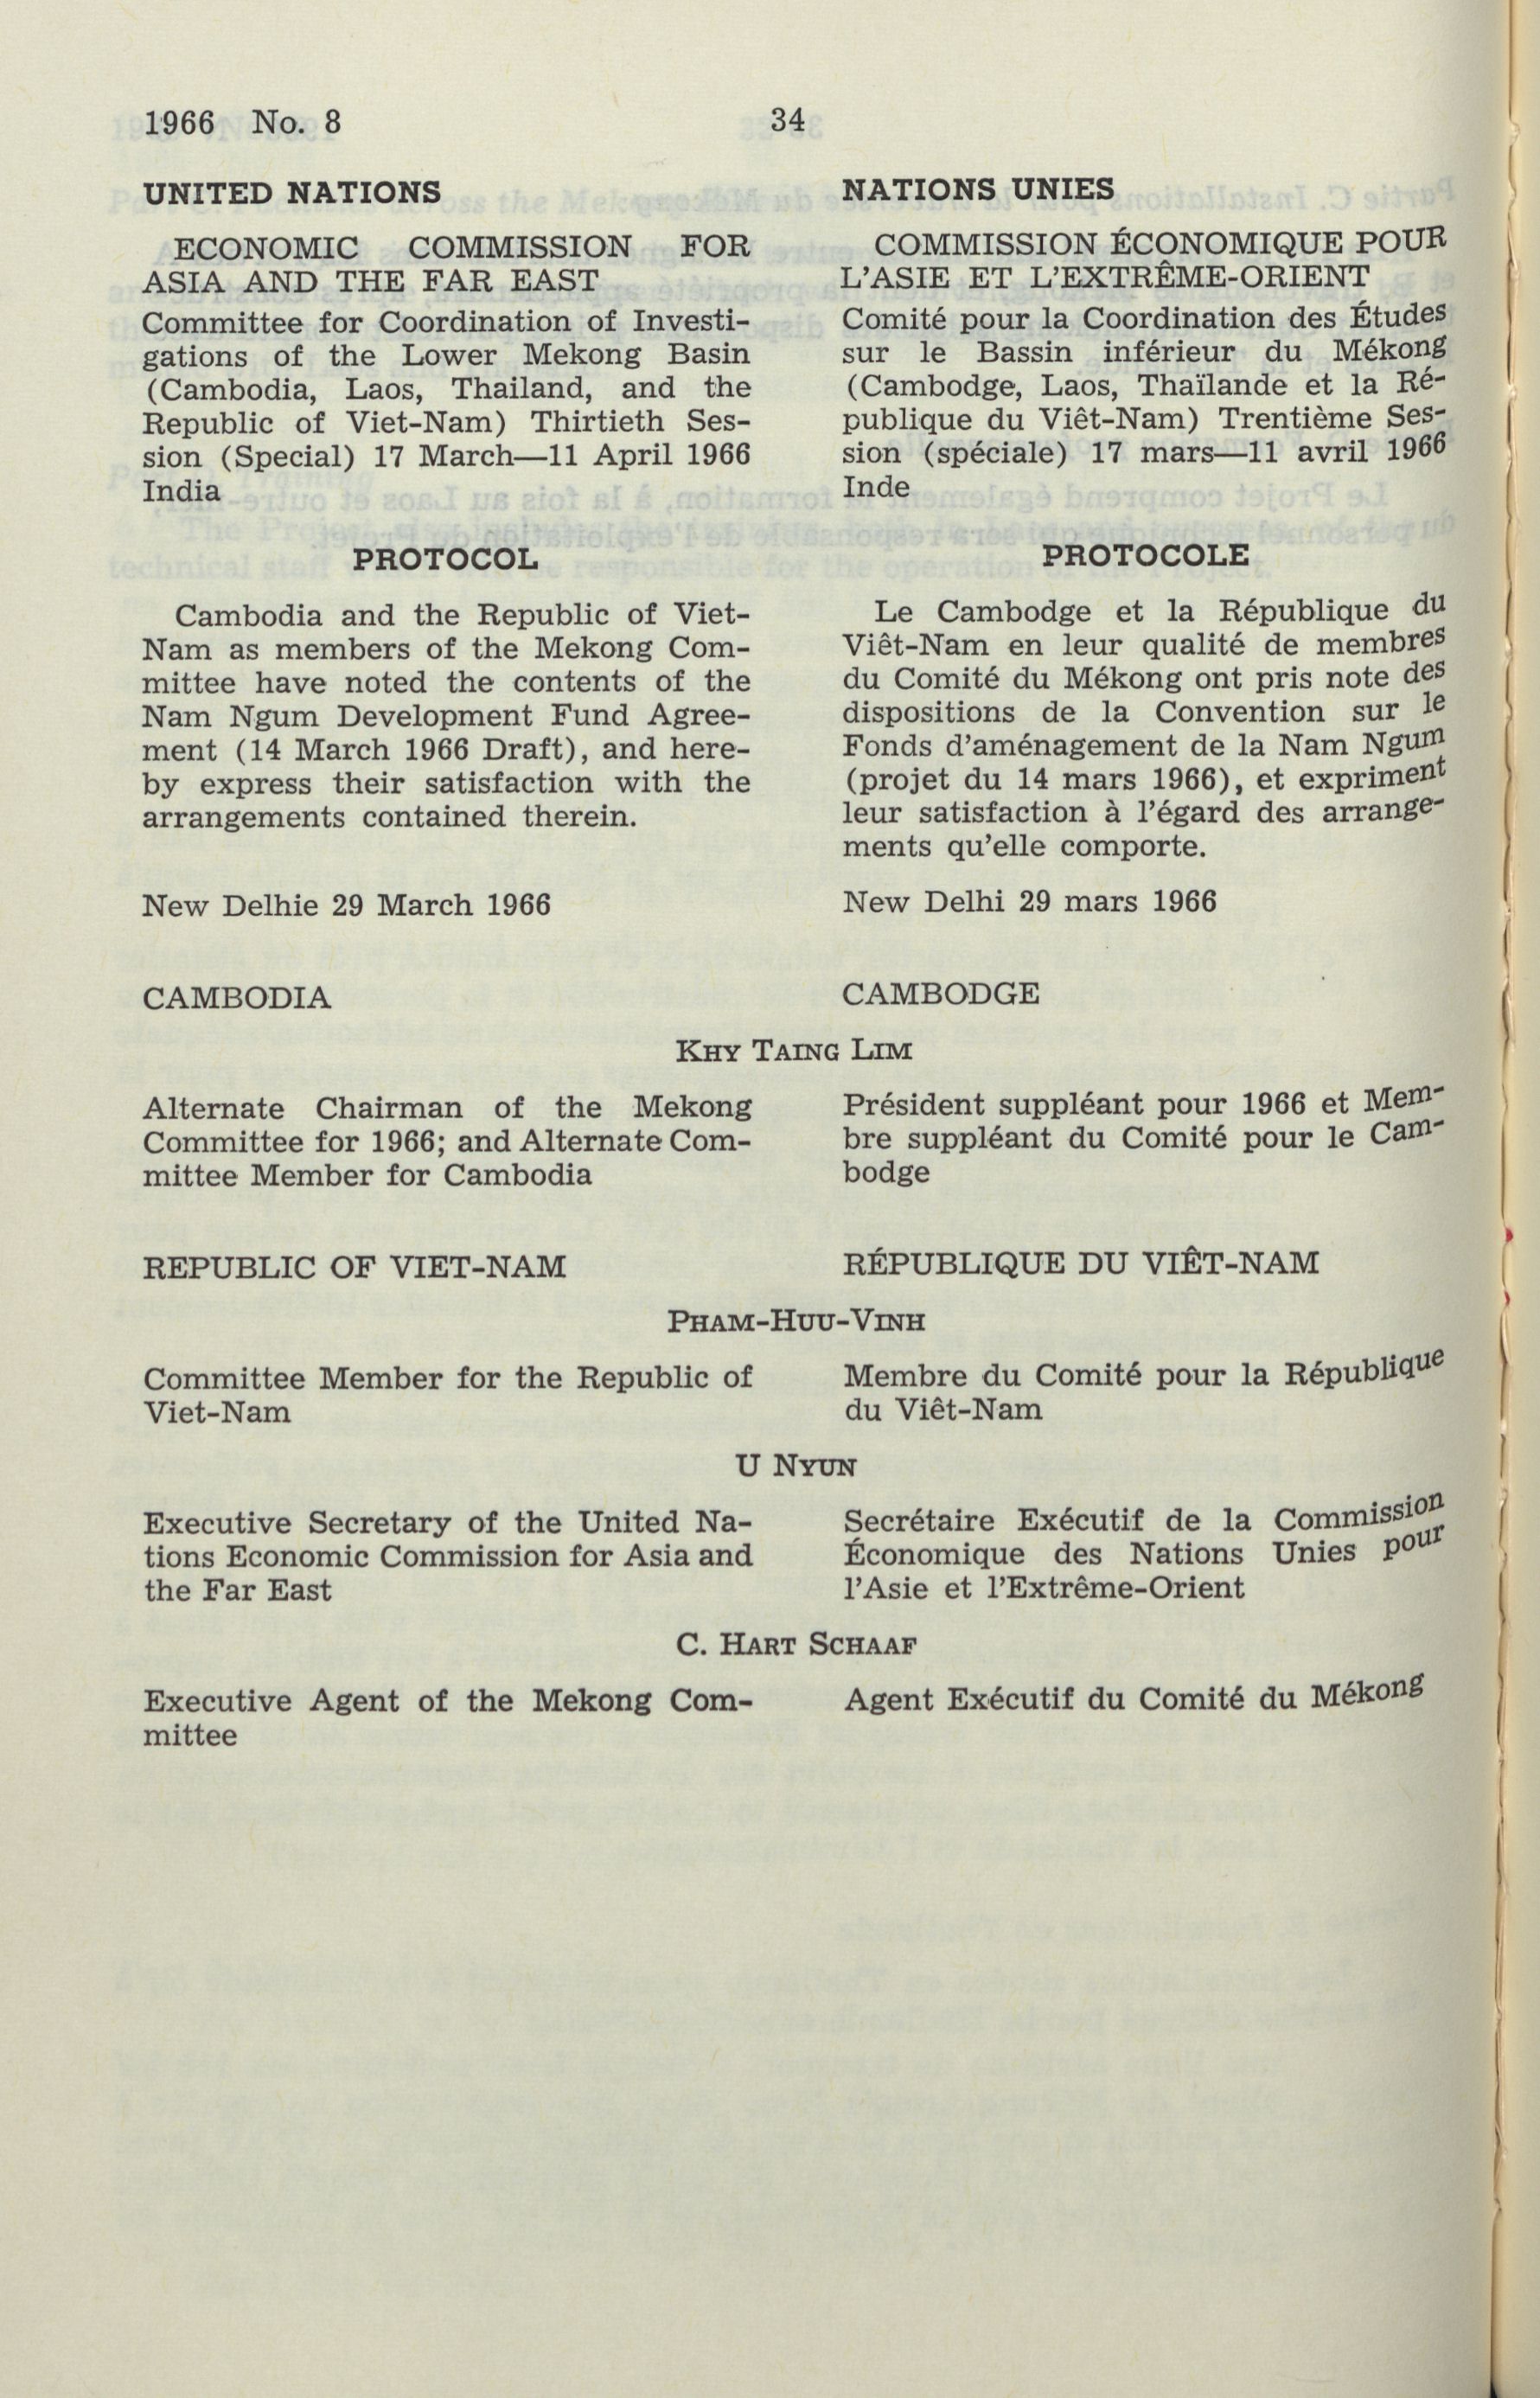 1966 No. 8
34
UNITED NATIONS
ECONOMIC COMMISSION FOR
ASIA AND THE FAR EAST
Committee for Coordination of Investi-
gations of the Lower Mekong Basin
(Cambodia, Laos, Thailand, and the
Republic of Viet-Nam) Thirtieth Ses-
sion (Special) 17 March—11 April 1966
India
PROTOCOL
Cambodia and the Republic of Viet-
Nam as members of the Mekong Com-
mittee have noted the contents of the
Nam Ngum Development Fund Agree-
ment (14 March 1966 Draft), and here-
by express their satisfaction with the
arrangements contained therein.
New Delhie 29 March 1966
NATIONS UNIES
COMMISSION ÉCONOMIQUE POUR
L'ASIE ET L'EXTRÊME-ORIENT
Comité pour la Coordination des Études
sur le Bassin inférieur du Mékong
(Cambodge, Laos, Thaïlande et la Ré-
publique du Viêt-Nam) Trentième Ses-
sion (spéciale) 17 mars—11 avril 1966
Inde
PROTOCOLE
Le Cambodge et la République du
Viêt-Nam en leur qualité de membres
du Comité du Mékong ont pris note des
dispositions de la Convention sur le
Fonds d'aménagement de la Nam Ngum
(projet du 14 mars 1966), et expriment
leur satisfaction à l'égard des arrange-
ments qu'elle comporte.
New Delhi 29 mars 1966
CAMBODIA
CAMBODGE
KHY TAING LIM
Alternate Chairman of the Mekong
Committee for 1966; and Alternate Com-
mittee Member for Cambodia
Président suppléant pour 1966 et Mem-
bre suppléant du Comité pour le Cam-
bodge
REPUBLIC OF VIET-NAM
RÉPUBLIQUE DU VIÊT-NAM
PHAM-HUU-VINH
Committee Member for the Republic of
Viet-Nam
Membre du Comité pour la République
du Viêt-Nam
U NYUN
Executive Secretary of the United Na-
tions Economic Commission for Asia and
the Far East
Secrétaire Exécutif de la Commission
Économique des Nations Unies pour
l'Asie et l'Extrême-Orient
C. HART SCHAAF
Executive Agent of the Mekong Com-
mittee
Agent Exécutif du Comité du Mékong